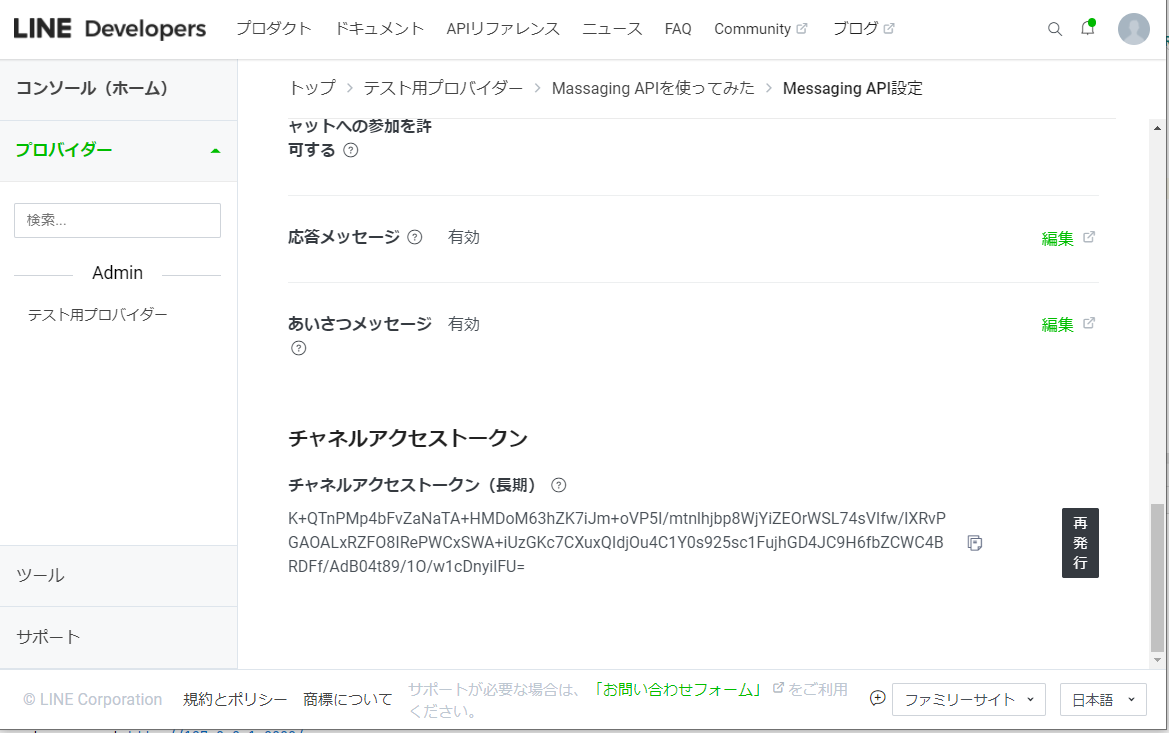 LINE Developers プロダクト ドキュメント APIリファレンス ニュース FAQ Community ブログ
コンソール（ホーム）
プロバイダー
検索...
Admin
テスト用プロバイダー
ツール
サポート
トップ > テスト用プロバイダー > Massaging APIを使ってみた > Messaging API設定
ャットへの参加を許
可する ?
応答メッセージ ? 有効 編集
あいさつメッセージ 有効 編集
?
チャネルアクセストークン
チャネルアクセストークン（長期） ?
K+QTnPMp4bFvZaNaTA+HMDoM63hZK7iJm+oVP5I/mtnlhjbp8WjYiZEOrWSL74sVIfw/IXRvP
GAOALxRZFO8IRePWCxSWA+iUzGKc7CXuxQIdjOu4C1Y0s925sc1FujhGD4JC9H6fbZCWC4B
RDFf/AdB04t89/1O/w1cDnyilFU=
再
発
行
© LINE Corporation 規約とポリシー 商標について サポートが必要な場合は、「お問い合わせフォーム」 をご利用
ください。
ファミリーサイト 日本語